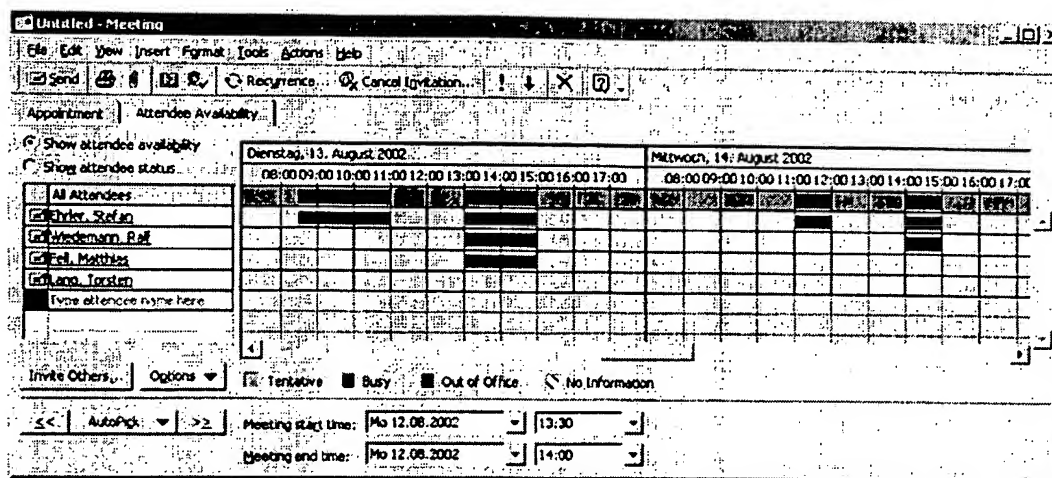 Untitled - Meeting
File Edit View Insert Format Tools Actions Help
Send Recurrence... Cancel Invitation...
Appointment Attendee Availability
Show attendee availability
Show attendee status
Dienstag, 13. August 2002 Mittwoch, 14. August 2002
08:00 09:00 10:00 11:00 12:00 13:00 14:00 15:00 16:00 17:00 08:00 09:00 10:00 11:00 12:00 13:00 14:00 15:00 16:00 17:00
All Attendees
Ehrler, Stefan
Wiedemann, Ralf
Fell, Matthias
Lang, Torsten
Type attendee name here
Invite Others... Options Tentative Busy Out of Office No Information
<< AutoPick >> Meeting start time: Mo 12.08.2002 13:30
Meeting end time: Mo 12.08.2002 14:00